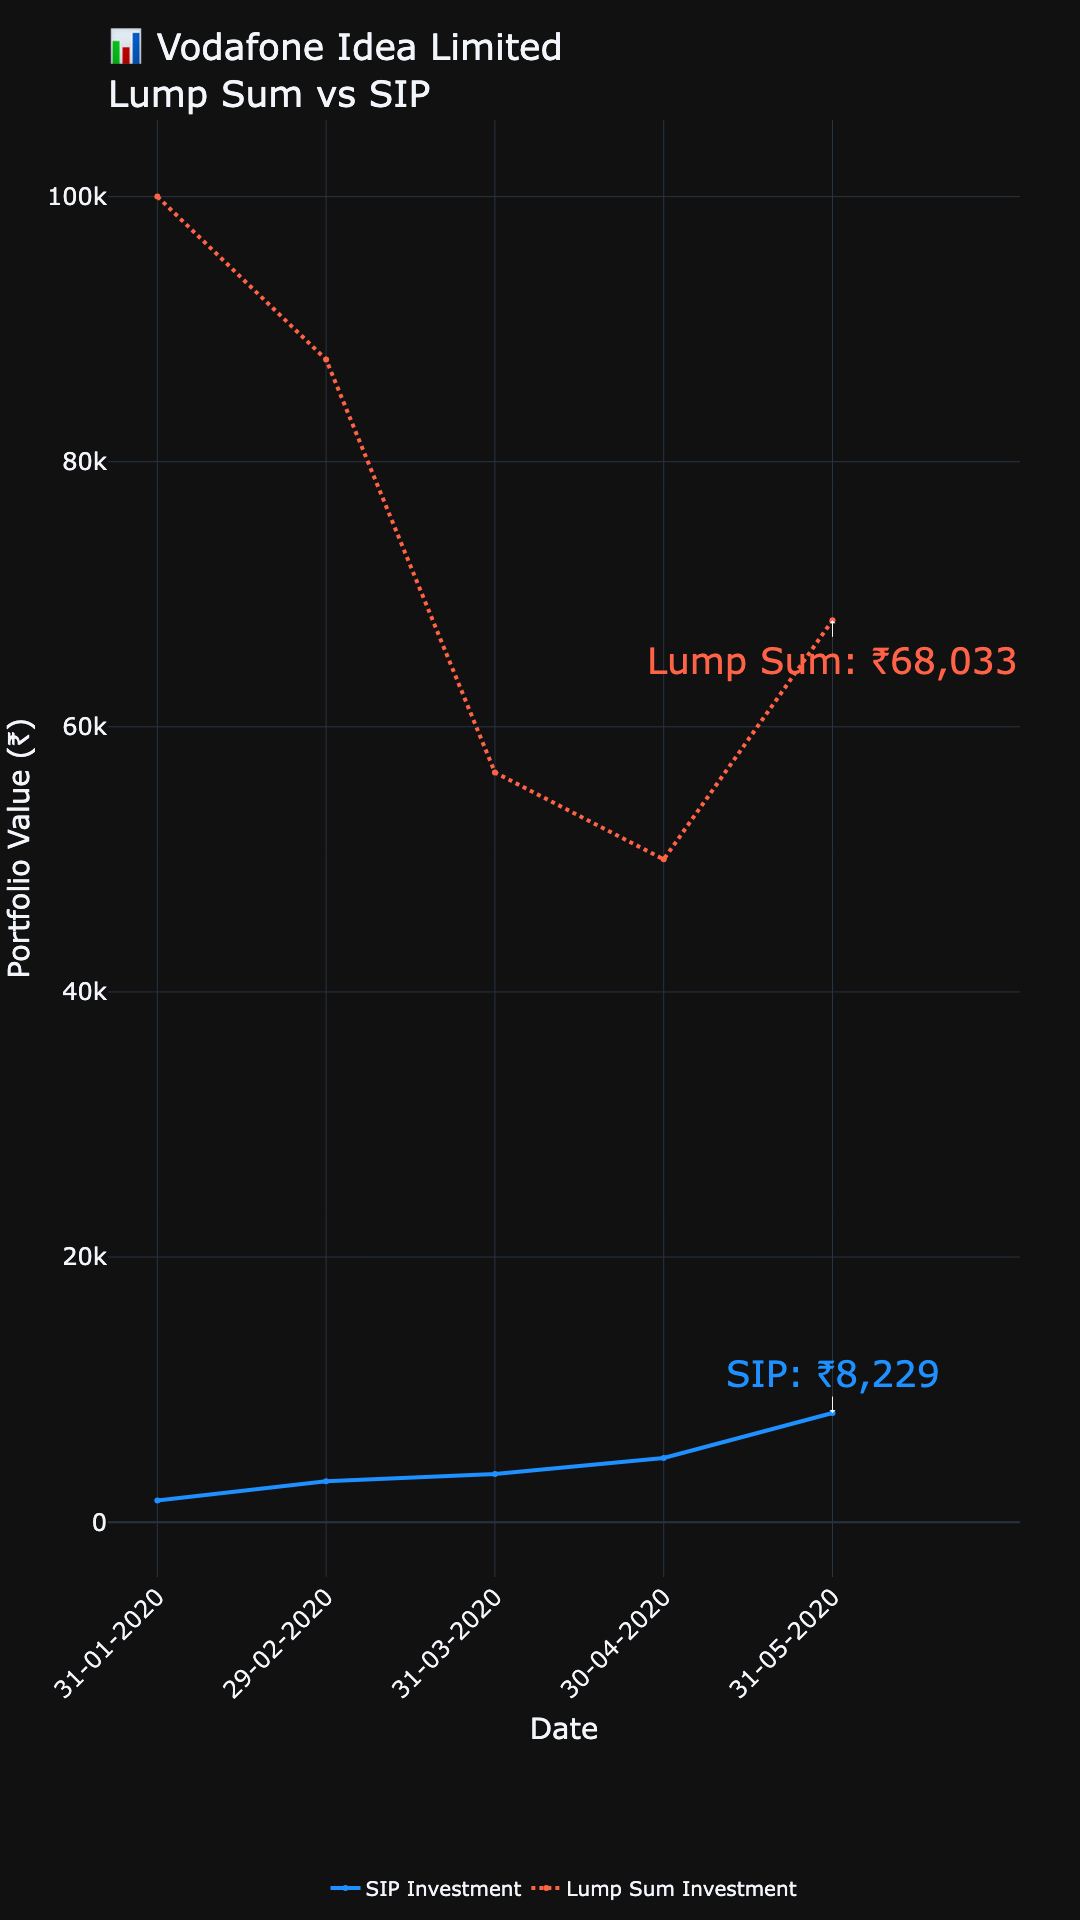 📊 Vodafone Idea Limited
Lump Sum vs SIP
100k
80k
60k
40k
20k
0
Portfolio Value (₹)
Lump Sum: ₹68,033
SIP: ₹8,229
31-01-2020
29-02-2020
31-03-2020
30-04-2020
31-05-2020
Date
SIP Investment
Lump Sum Investment